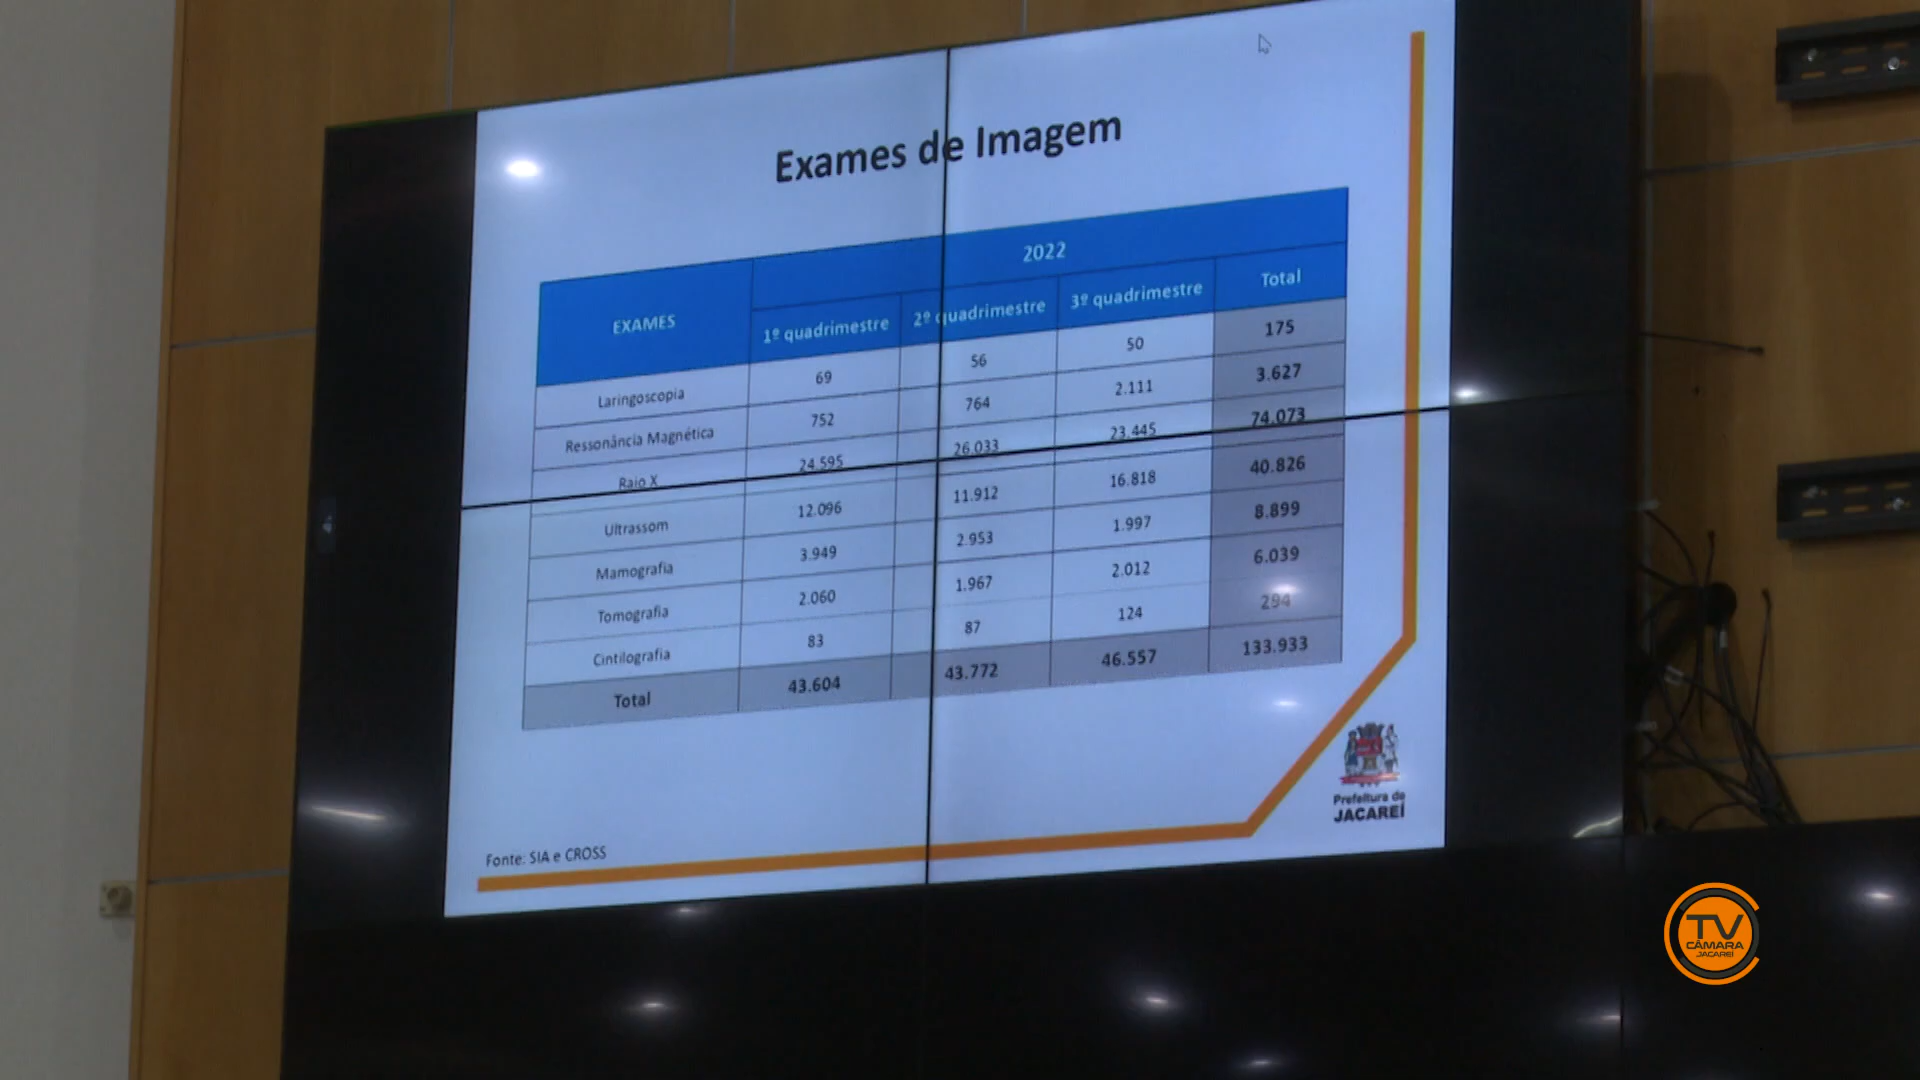 Exames de Imagem
EXAMES 2022
1º quadrimestre 2º quadrimestre 3º quadrimestre Total
Laringoscopia 69 56 50 175
Ressonância Magnética 752 764 2.111 3.627
Raio X 24.595 26.033 23.445 74.073
Ultrassom 12.096 11.912 16.818 40.826
Mamografia 3.949 2.953 1.997 8.899
Tomografia 2.060 1.967 2.012 6.039
Cintilografia 83 87 124 294
Total 43.604 43.772 46.557 133.933
Prefeitura de
JACAREÍ
Fonte: SIA e CROSS
TV
CÂMARA
JACAREÍ